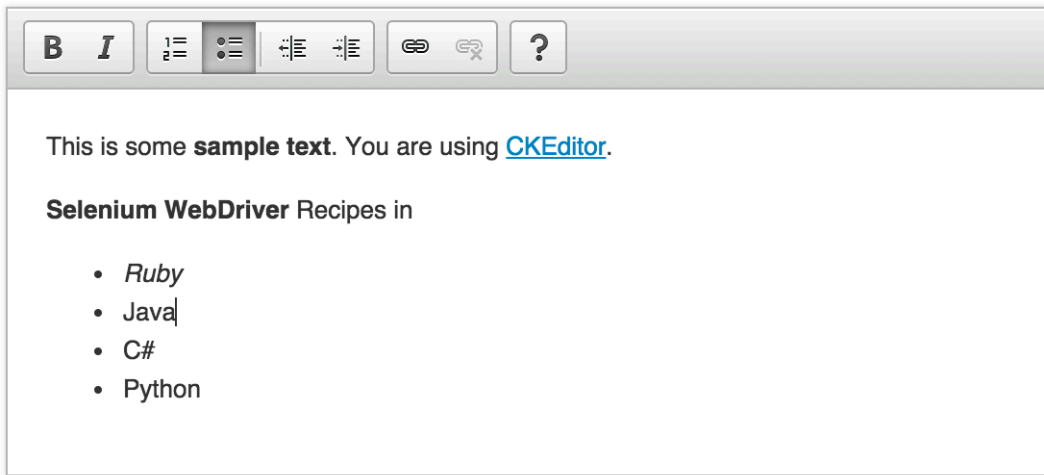 B I ?
This is some sample text. You are using CKEditor.
Selenium WebDriver Recipes in
• Ruby
• Java
• C#
• Python